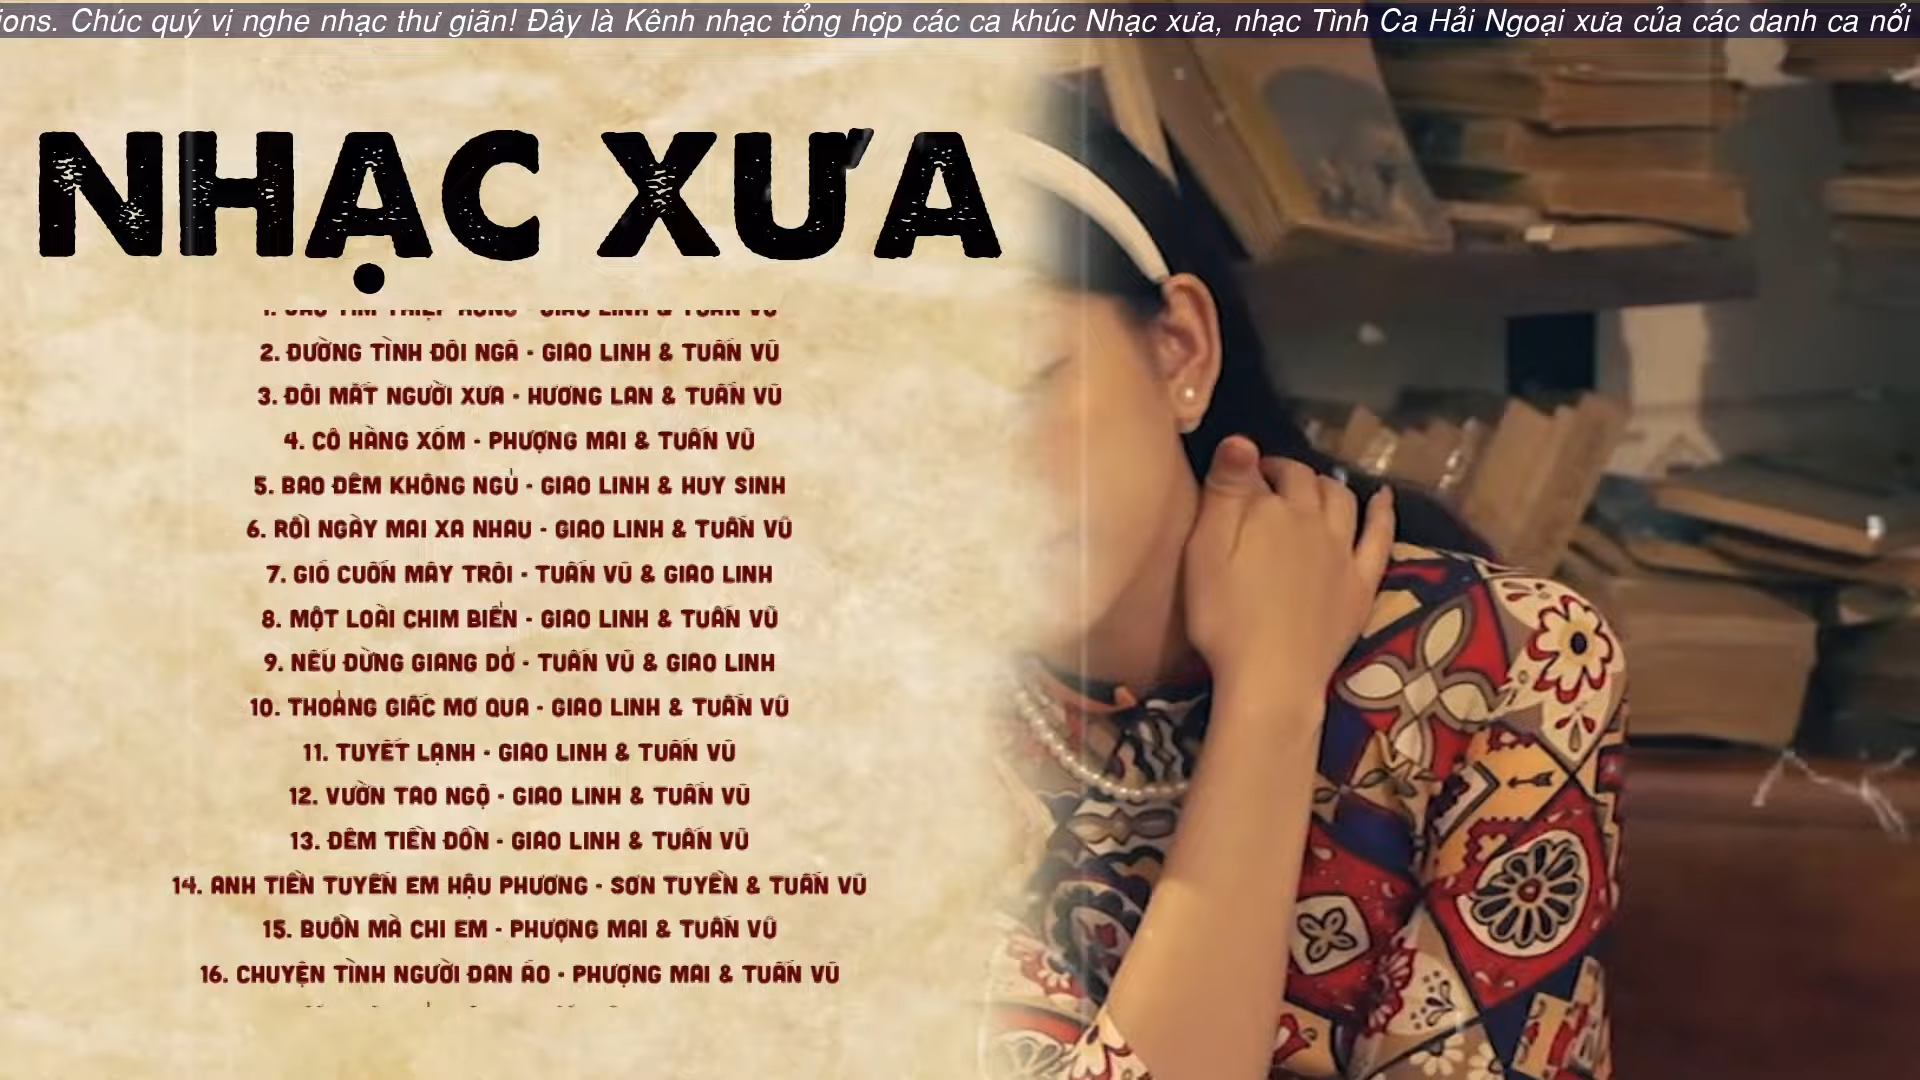 ions. Chúc quý vị nghe nhạc thư giãn! Đây là Kênh nhạc tổng hợp các ca khúc Nhạc xưa, nhạc Tình Ca Hải Ngoại xưa của các danh ca nổi
NHẠC XƯA
2. ĐƯỜNG TÌNH ĐÔI NGÃ - GIAO LINH & TUẤN VŨ
3. ĐÔI MẮT NGƯỜI XƯA - HƯƠNG LAN & TUẤN VŨ
4. CÔ HÀNG XÓM - PHƯỢNG MAI & TUẤN VŨ
5. BAO ĐÊM KHÔNG NGỦ - GIAO LINH & HUY SINH
6. RỒI NGÀY MAI XA NHAU - GIAO LINH & TUẤN VŨ
7. GIÓ CUỐN MÂY TRÔI - TUẤN VŨ & GIAO LINH
8. MỘT LOÀI CHIM BIỂN - GIAO LINH & TUẤN VŨ
9. NẾU ĐỪNG GIANG DỞ - TUẤN VŨ & GIAO LINH
10. THOẢNG GIẤC MƠ QUA - GIAO LINH & TUẤN VŨ
11. TUYẾT LẠNH - GIAO LINH & TUẤN VŨ
12. VƯỜN TAO NGỘ - GIAO LINH & TUẤN VŨ
13. ĐÊM TIỀN ĐỒN - GIAO LINH & TUẤN VŨ
14. ANH TIỀN TUYẾN EM HẬU PHƯƠNG - SƠN TUYỀN & TUẤN VŨ
15. BUỒN MÀ CHI EM - PHƯỢNG MAI & TUẤN VŨ
16. CHUYỆN TÌNH NGƯỜI ĐAN ÁO - PHƯỢNG MAI & TUẤN VŨ